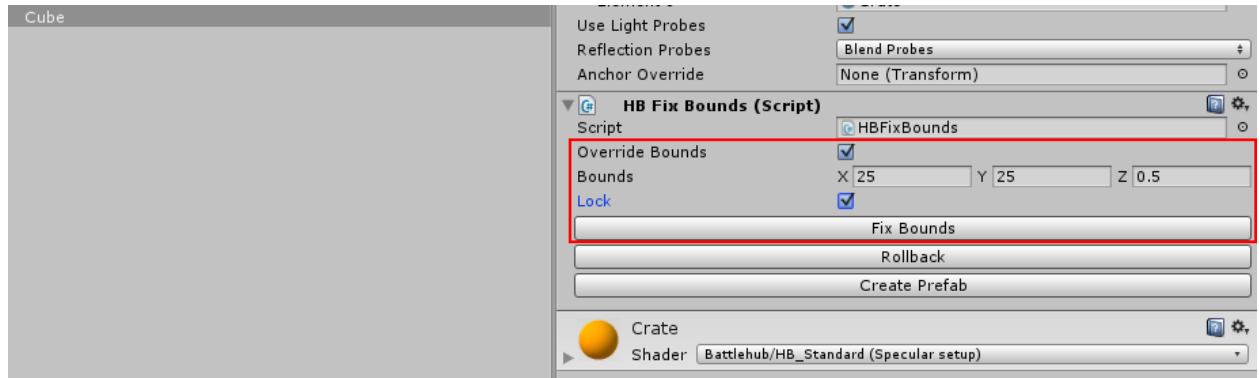 Cube
Use Light Probes
Reflection Probes Blend Probes
Anchor Override None (Transform)
HB Fix Bounds (Script)
Script HBFixBounds
Override Bounds
Bounds X 25 Y 25 Z 0.5
Lock
Fix Bounds
Rollback
Create Prefab
Crate
Shader Battlehub/HB_Standard (Specular setup)